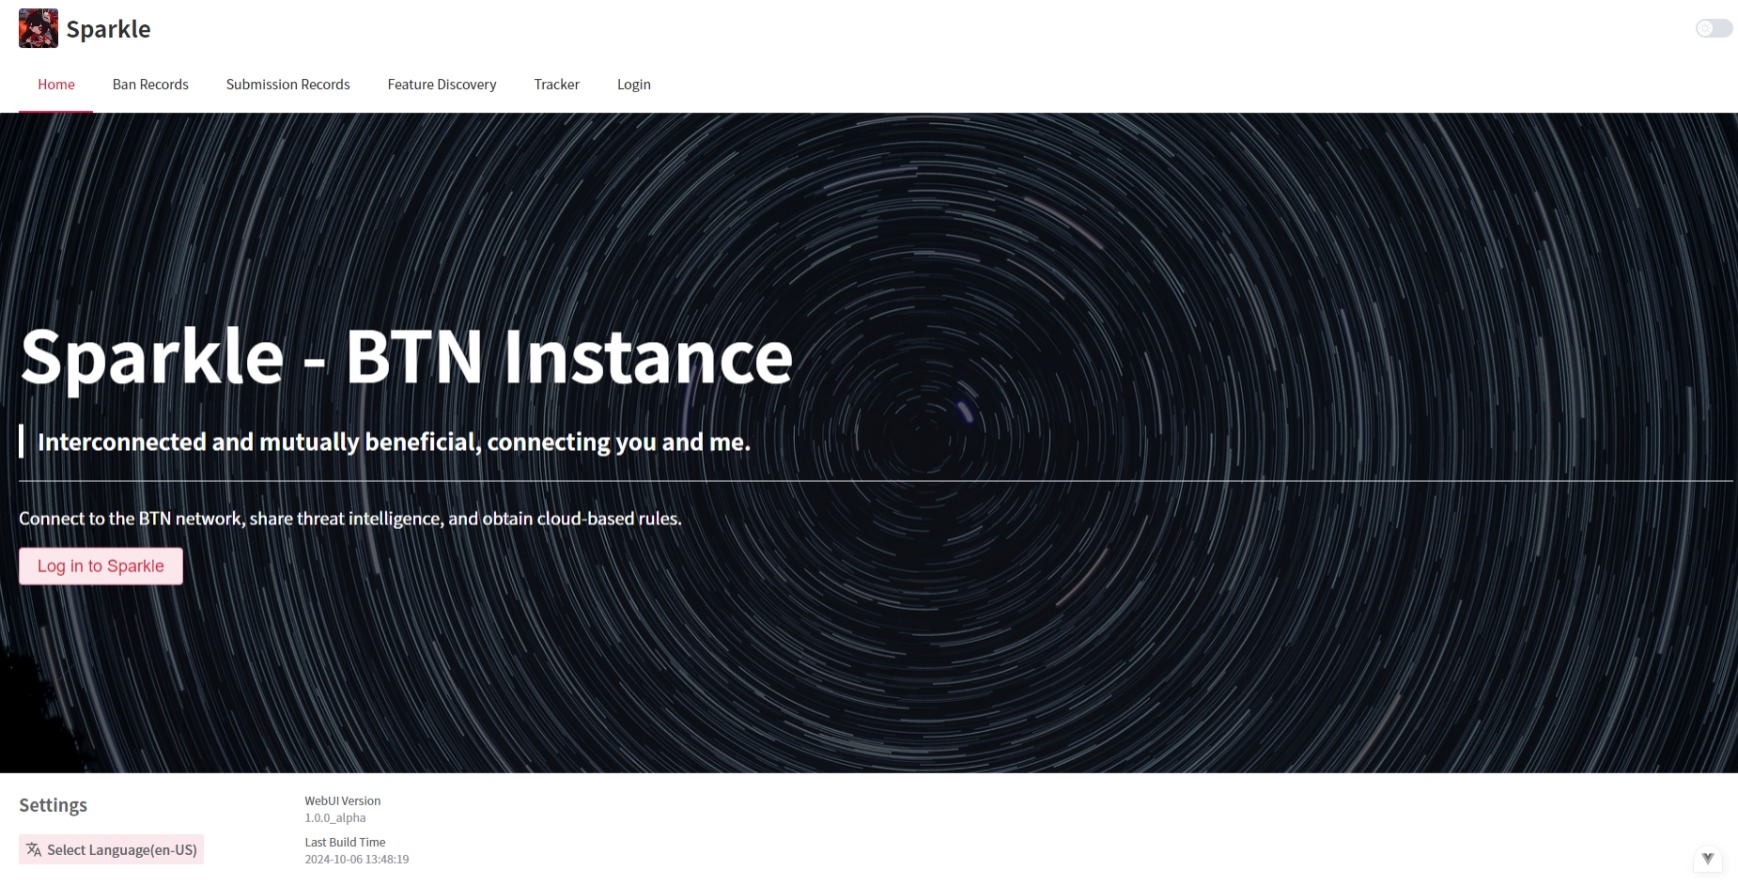 Sparkle
Home Ban Records Submission Records Feature Discovery Tracker Login
Sparkle - BTN Instance
Interconnected and mutually beneficial, connecting you and me.
Connect to the BTN network, share threat intelligence, and obtain cloud-based rules.
Log in to Sparkle
Settings
Select Language(en-US)
WebUI Version
1.0.0_alpha
Last Build Time
2024-10-06 13:48:19